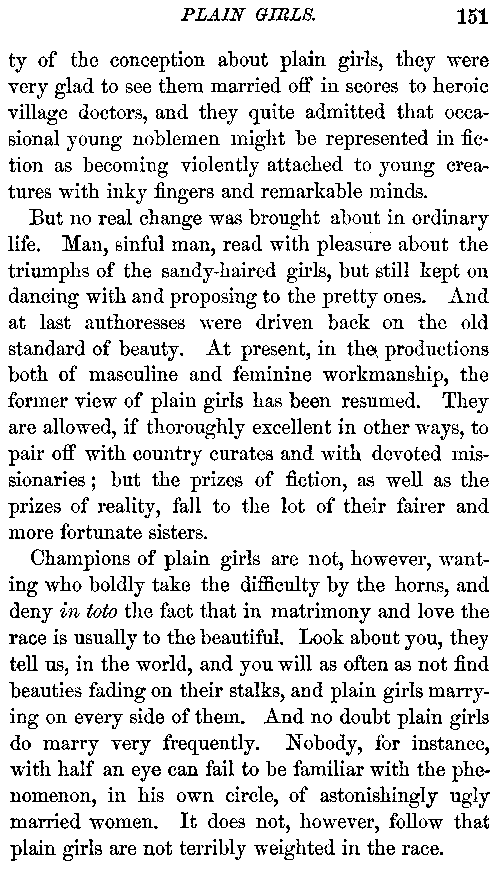 PLAIN GIRLS. 151
ty of the conception about plain girls, they were
very glad to see them married off in scores to heroic
village doctors, and they quite admitted that occa-
sional young noblemen might be represented in fic-
tion as becoming violently attached to young crea-
tures with inky fingers and remarkable minds.
But no real change was brought about in ordinary
life. Man, sinful man, read with pleasure about the
triumphs of the sandy-haired girls, but still kept on
dancing with and proposing to the pretty ones. And
at last authoresses were driven back on the old
standard of beauty. At present, in the productions
both of masculine and feminine workmanship, the
former view of plain girls has been resumed. They
are allowed, if thoroughly excellent in other ways, to
pair off with country curates and with devoted mis-
sionaries; but the prizes of fiction, as well as the
prizes of reality, fall to the lot of their fairer and
more fortunate sisters.
Champions of plain girls are not, however, want-
ing who boldly take the difficulty by the horns, and
deny in toto the fact that in matrimony and love the
race is usually to the beautiful. Look about you, they
tell us, in the world, and you will as often as not find
beauties fading on their stalks, and plain girls marry-
ing on every side of them. And no doubt plain girls
do marry very frequently. Nobody, for instance,
with half an eye can fail to be familiar with the phe-
nomenon, in his own circle, of astonishingly ugly
married women. It does not, however, follow that
plain girls are not terribly weighted in the race.